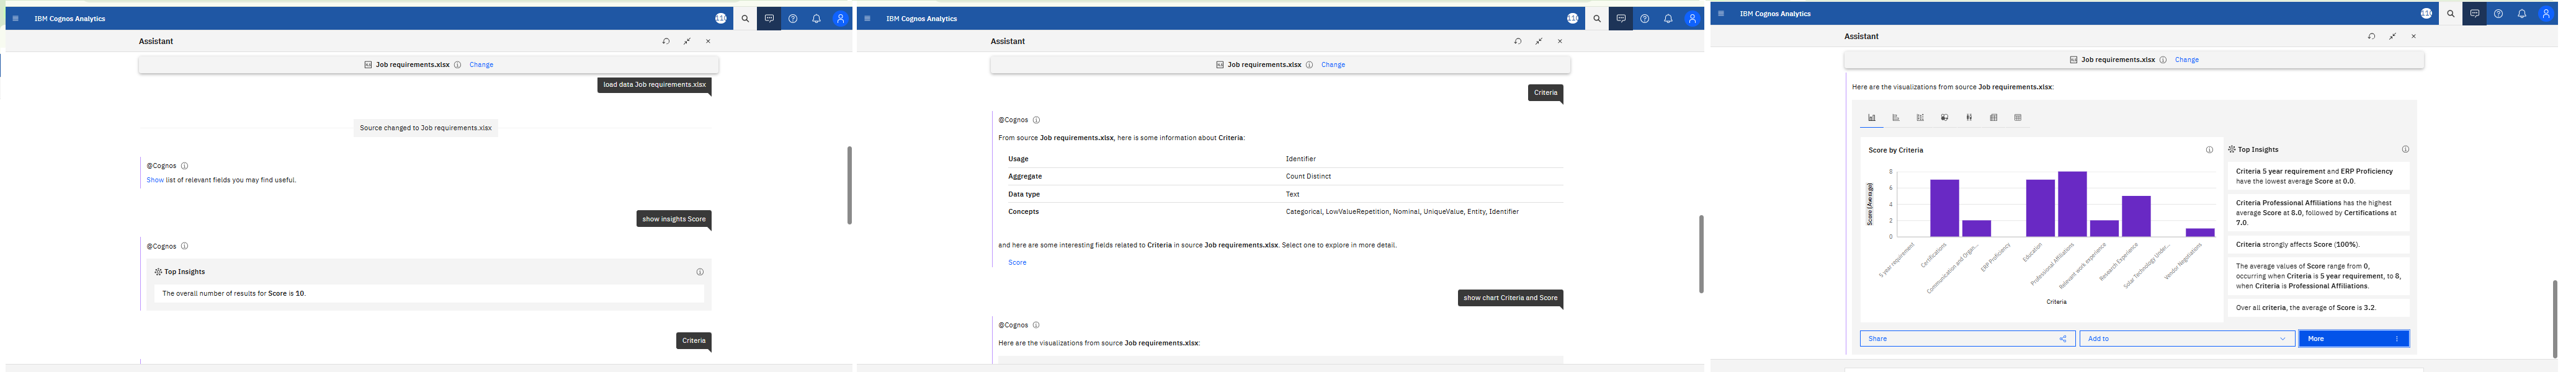 IBM Cognos Analytics
Assistant
Job requirements.xlsx Change
load data Job requirements.xlsx
Source changed to Job requirements.xlsx
@Cognos
Show list of relevant fields you may find useful.
show insights Score
@Cognos
Top Insights
The overall number of results for Score is 10.
Criteria
IBM Cognos Analytics
Assistant
Job requirements.xlsx Change
Criteria
@Cognos
From source Job requirements.xlsx, here is some information about Criteria:
Usage Identifier
Aggregate Count Distinct
Data type Text
Concepts Categorical, LowValueRepetition, Nominal, UniqueValue, Entity, Identifier
and here are some interesting fields related to Criteria in source Job requirements.xlsx. Select one to explore in more detail.
Score
show chart Criteria and Score
@Cognos
Here are the visualizations from source Job requirements.xlsx:
IBM Cognos Analytics
Assistant
Job requirements.xlsx Change
Here are the visualizations from source Job requirements.xlsx:
Score by Criteria
Score (Average)
8
6
4
2
0
5 year requirement
Certifications
Communication and Organ...
ERP Proficiency
Education
Professional Affiliations
Relevant work experience
Research Experience
Solar Technology Under...
Vendor Negotiations
Criteria
Top Insights
Criteria 5 year requirement and ERP Proficiency
have the lowest average Score at 0.0.
Criteria Professional Affiliations has the highest
average Score at 8.0, followed by Certifications at
7.0.
Criteria strongly affects Score (100%).
The average values of Score range from 0,
occurring when Criteria is 5 year requirement, to 8,
when Criteria is Professional Affiliations.
Over all criteria, the average of Score is 3.2.
Share
Add to
More